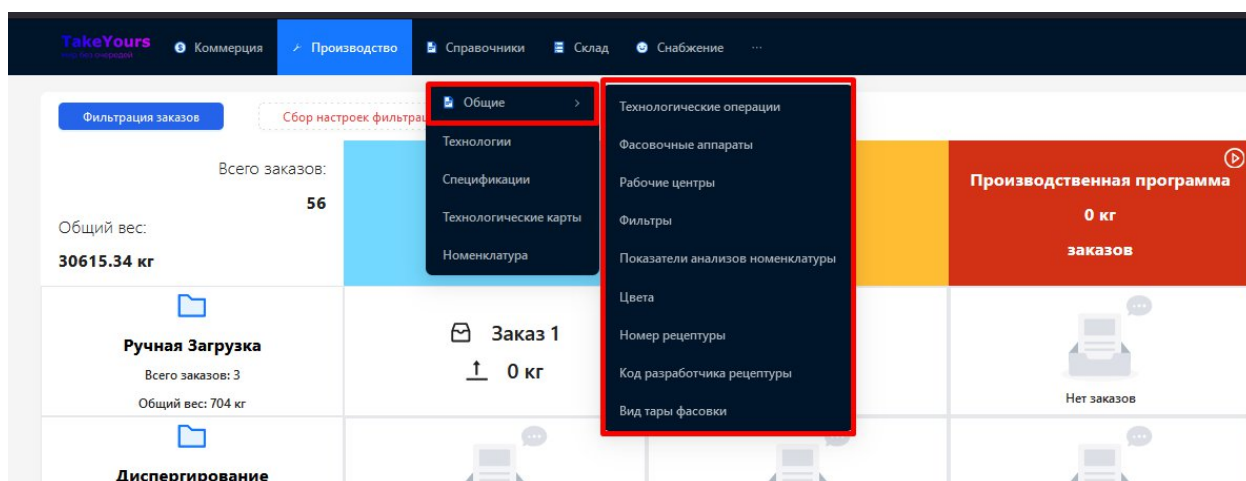 TakeYours
Коммерция
Производство
Справочники
Склад
Снабжение
...
Фильтрация заказов
Сбор настроек
Общие
Технологии
Спецификации
Технологические карты
Номенклатура
Технологические операции
Фасовочные аппараты
Рабочие центры
Фильтры
Показатели анализов номенклатуры
Цвета
Номер рецептуры
Код разработчика рецептуры
Вид тары фасовки
Всего заказов:
56
Общий вес:
30615.34 кг
Производственная программа
0 кг
заказов
Ручная Загрузка
Всего заказов: 3
Общий вес: 704 кг
Заказ 1
0 кг
Нет заказов
Диспергирование